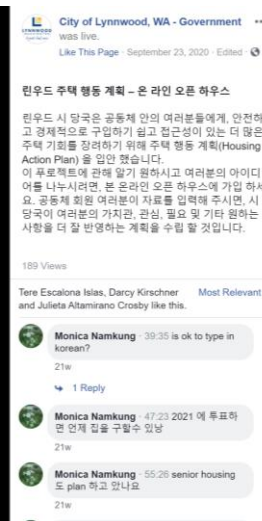 City of Lynnwood, WA - Government
was live.
Like This Page · September 23, 2020 · Edited ·
LYNNWOOD
린우드 주택 행동 계획 – 온 라인 오픈 하우스
린우드 시 당국은 공동체 안의 여러분들에게, 안전하
고 경제적으로 구입하기 쉽고 접근성이 있는 더 많은
주택 기회를 장려하기 위해 주택 행동 계획(Housing
Action Plan) 을 입안 했습니다.
이 푸로젝트에 관해 알기 원하시고 여러분의 아이디
어를 나누시려면, 본 온라인 오픈 하우스에 가입 하세
요. 공동체 회원 여러분이 자료를 입력해 주시면, 시
당국이 여러분의 가치관, 관심, 필요 및 기타 원하는
사항을 더 잘 반영하는 계획을 수립 할 것입니다.
189 Views
Tere Escalona Islas, Darcy Kirschner
and Julieta Altamirano Crosby like this.
Most Relevant
Monica Namkung · 39:35 is ok to type in
korean?
21w
1 Reply
Monica Namkung · 47:23 2021 에 투표하
면 언제 집을 구할수 있낭
21w
Monica Namkung · 55:26 senior housing
도 plan 하고 았나요
21w